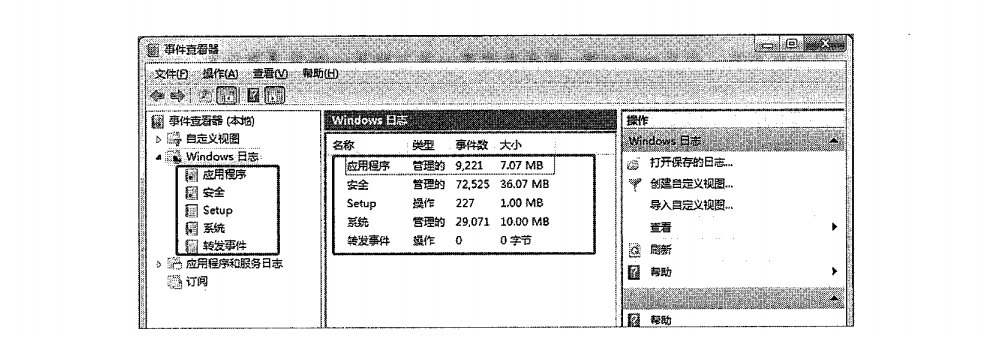 事件查看器
文件(F) 操作(A) 查看(V) 帮助(H)
事件查看器 (本地)
自定义视图
Windows 日志
应用程序
安全
Setup
系统
转发事件
应用程序和服务日志
订阅
Windows 日志
名称 类型 事件数 大小
应用程序 管理的 9,221 7.07 MB
安全 管理的 72,525 36.07 MB
Setup 操作 227 1.00 MB
系统 管理的 29,071 10.00 MB
转发事件 操作 0 0 字节
操作
Windows 日志
打开保存的日志...
创建自定义视图...
导入自定义视图...
查看
刷新
帮助
帮助